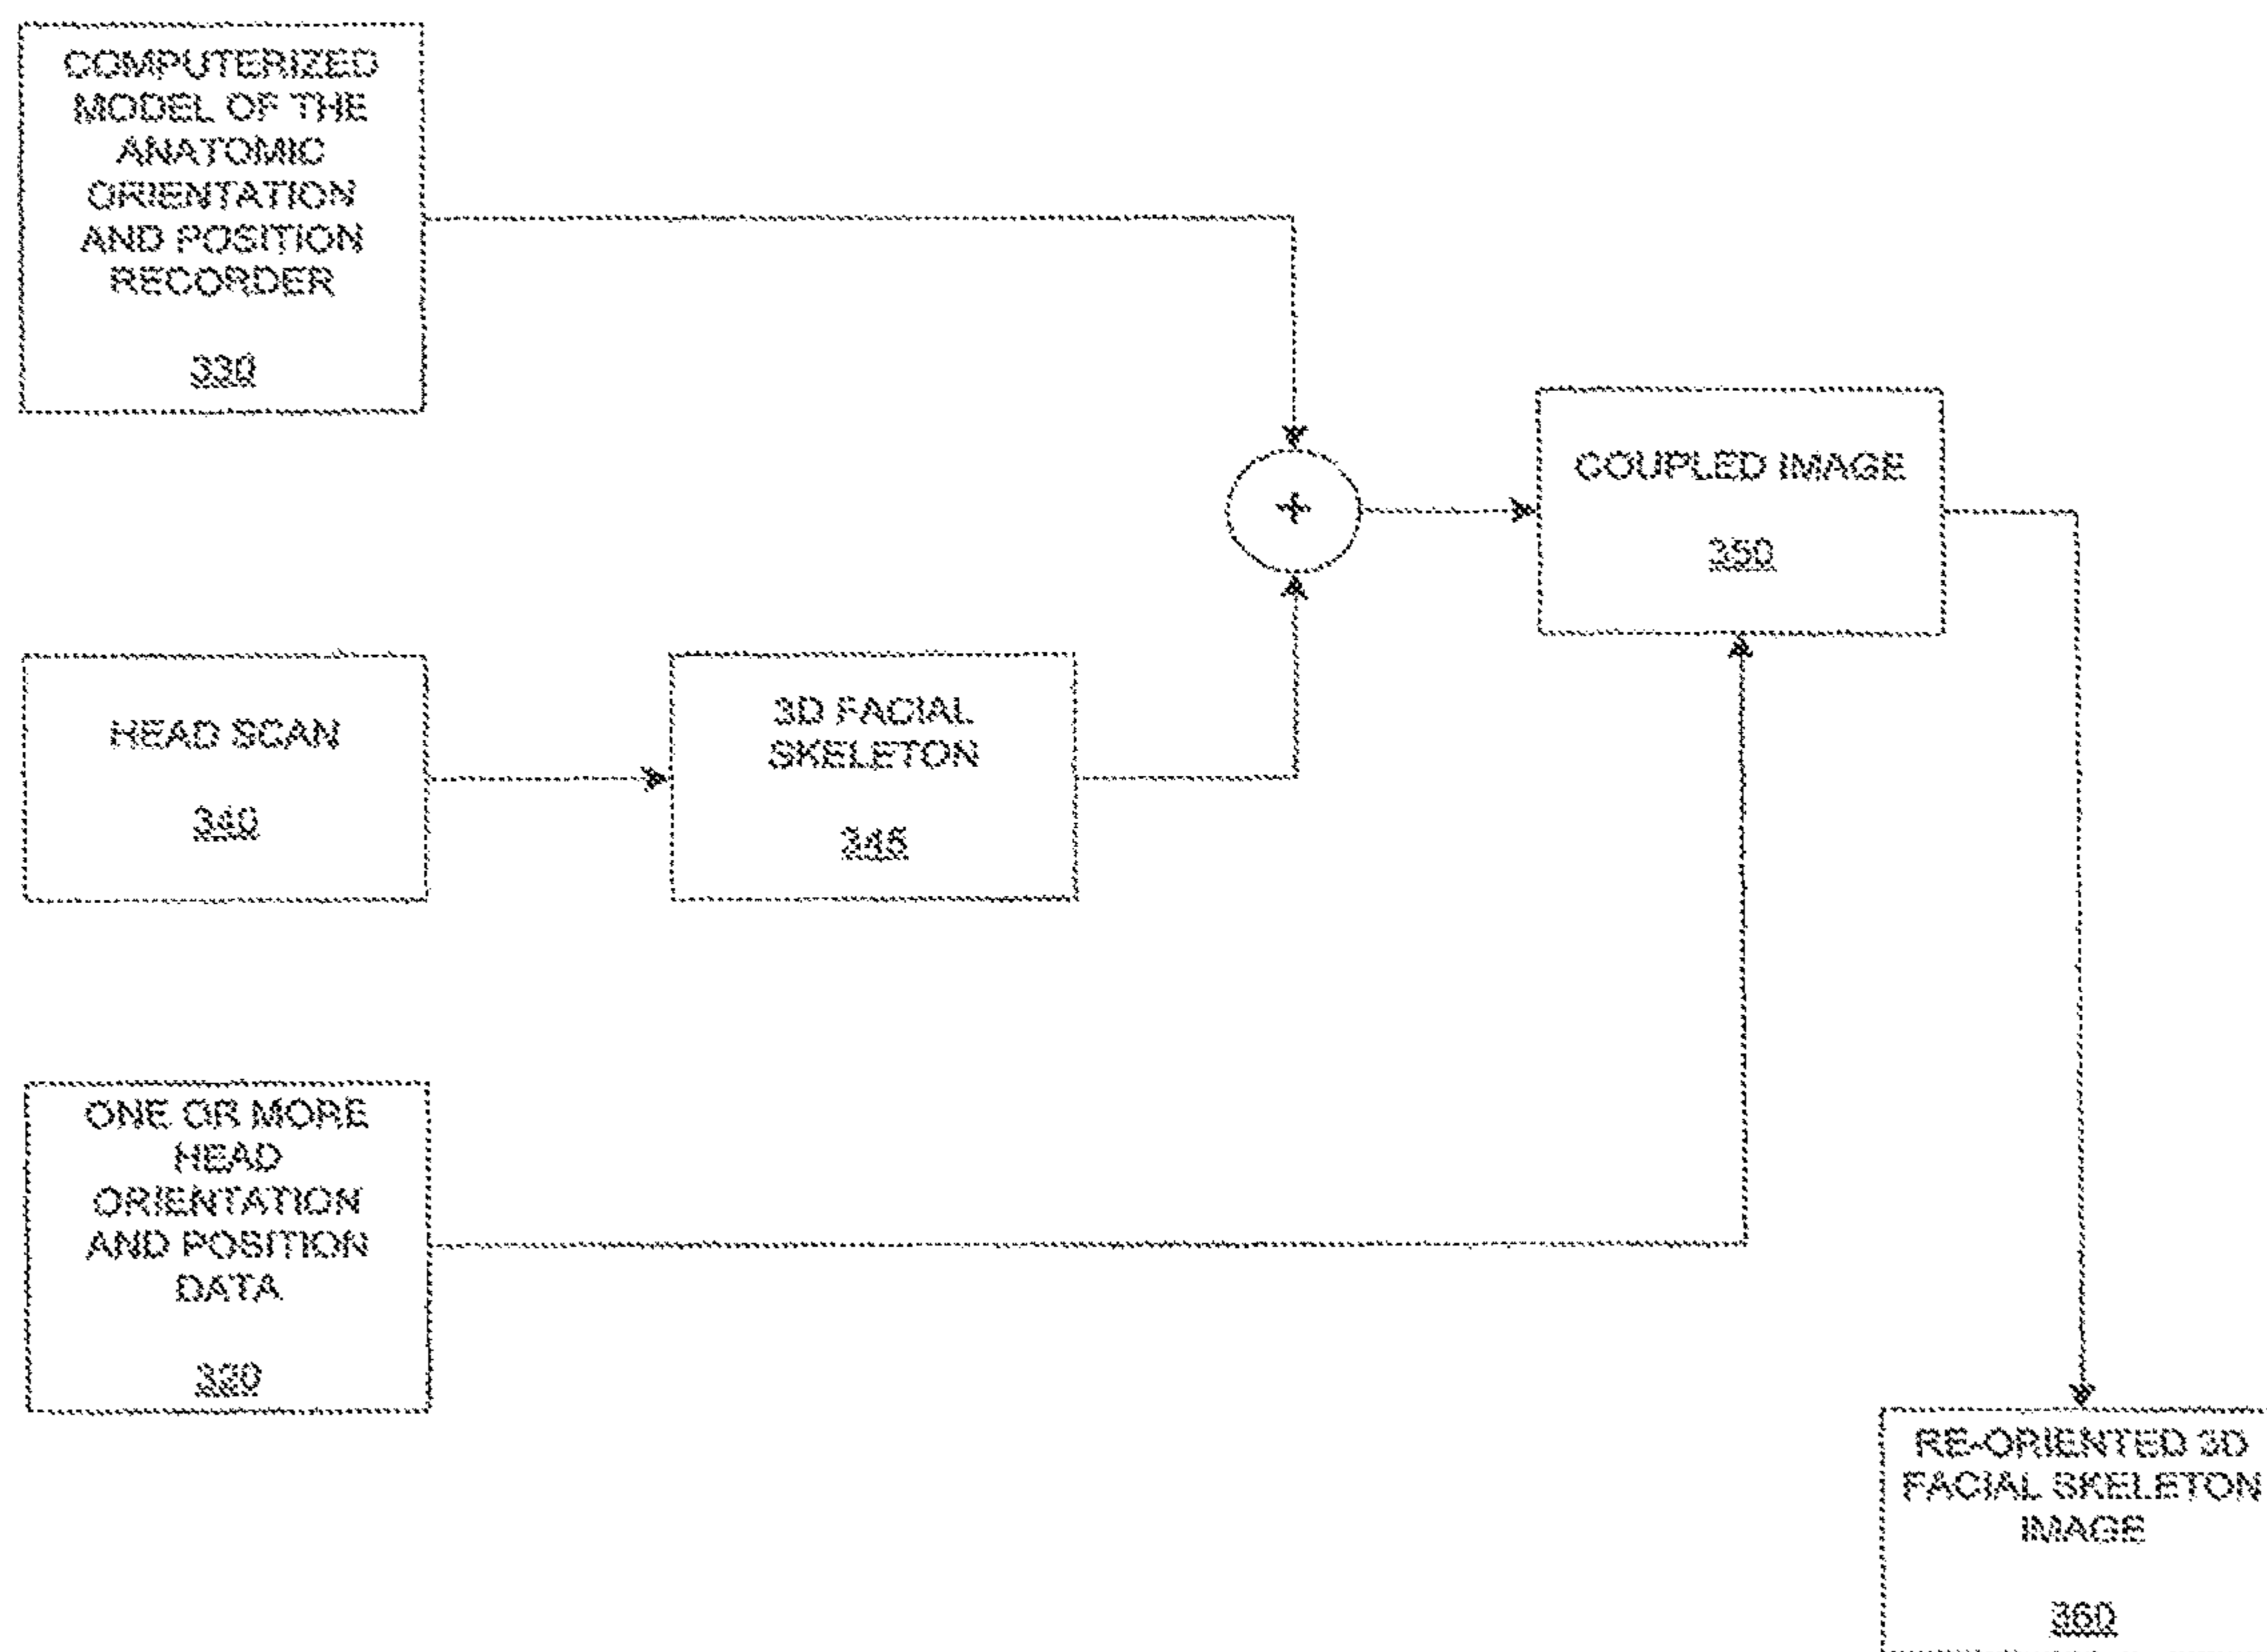 COMPUTERIZED
MODEL OF THE
ANATOMIC
ORIENTATION
AND POSITION
RECORDER
330
+
COUPLED IMAGE
350
HEAD SCAN
340
3D FACIAL
SKELETON
345
ONE OR MORE
HEAD
ORIENTATION
AND POSITION
DATA
320
RE-ORIENTED 3D
FACIAL SKELETON
IMAGE
360